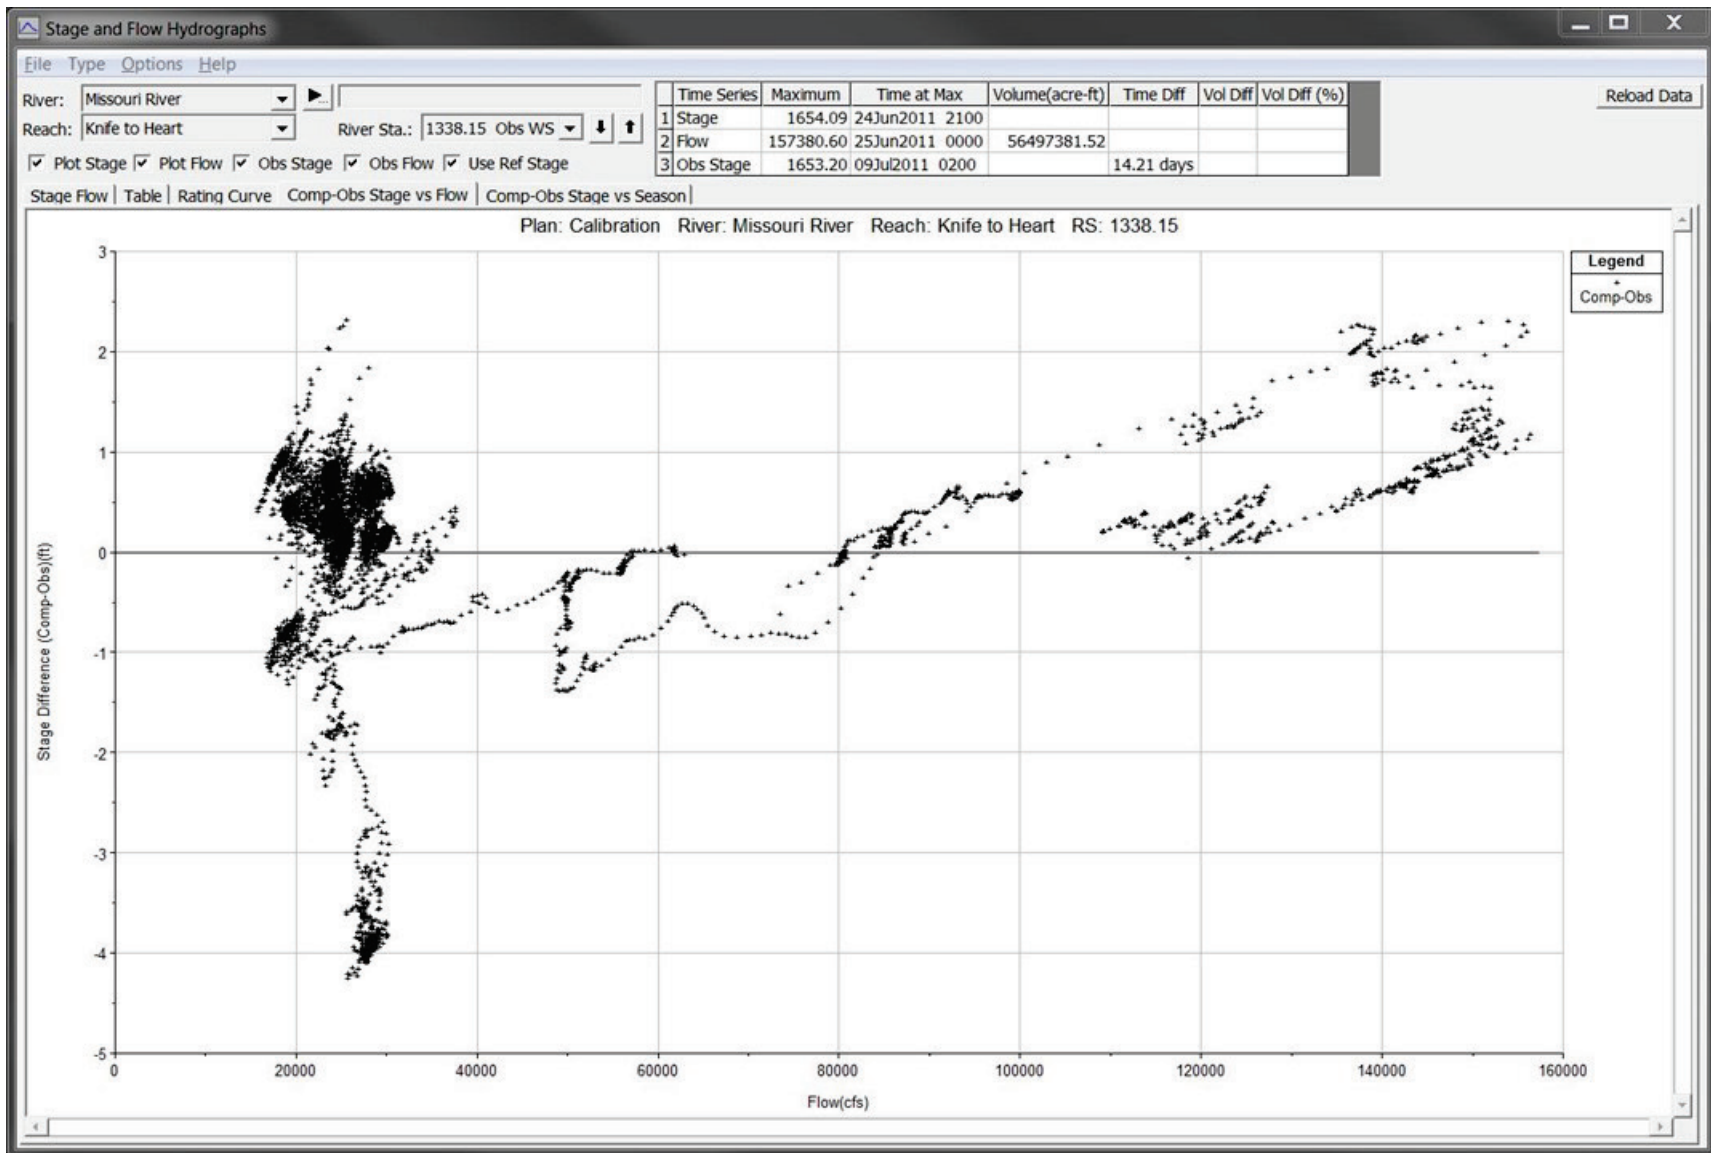 Stage and Flow Hydrographs
File Type Options Help
River: Missouri River
Reach: Knife to Heart River Sta.: 1338.15 Obs WS
Plot Stage Plot Flow Obs Stage Obs Flow Use Ref Stage
Time Series Maximum Time at Max Volume(acre-ft) Time Diff Vol Diff Vol Diff (%)
1 Stage 1654.09 24Jun2011 2100
2 Flow 157380.60 25Jun2011 0000 56497381.52
3 Obs Stage 1653.20 09Jul2011 0200 14.21 days
Reload Data
Stage Flow Table Rating Curve Comp-Obs Stage vs Flow Comp-Obs Stage vs Season
Plan: Calibration River: Missouri River Reach: Knife to Heart RS: 1338.15
Legend
Comp-Obs
Stage Difference (Comp-Obs)(ft)
3
2
1
0
-1
-2
-3
-4
-5
0 20000 40000 60000 80000 100000 120000 140000 160000
Flow(cfs)